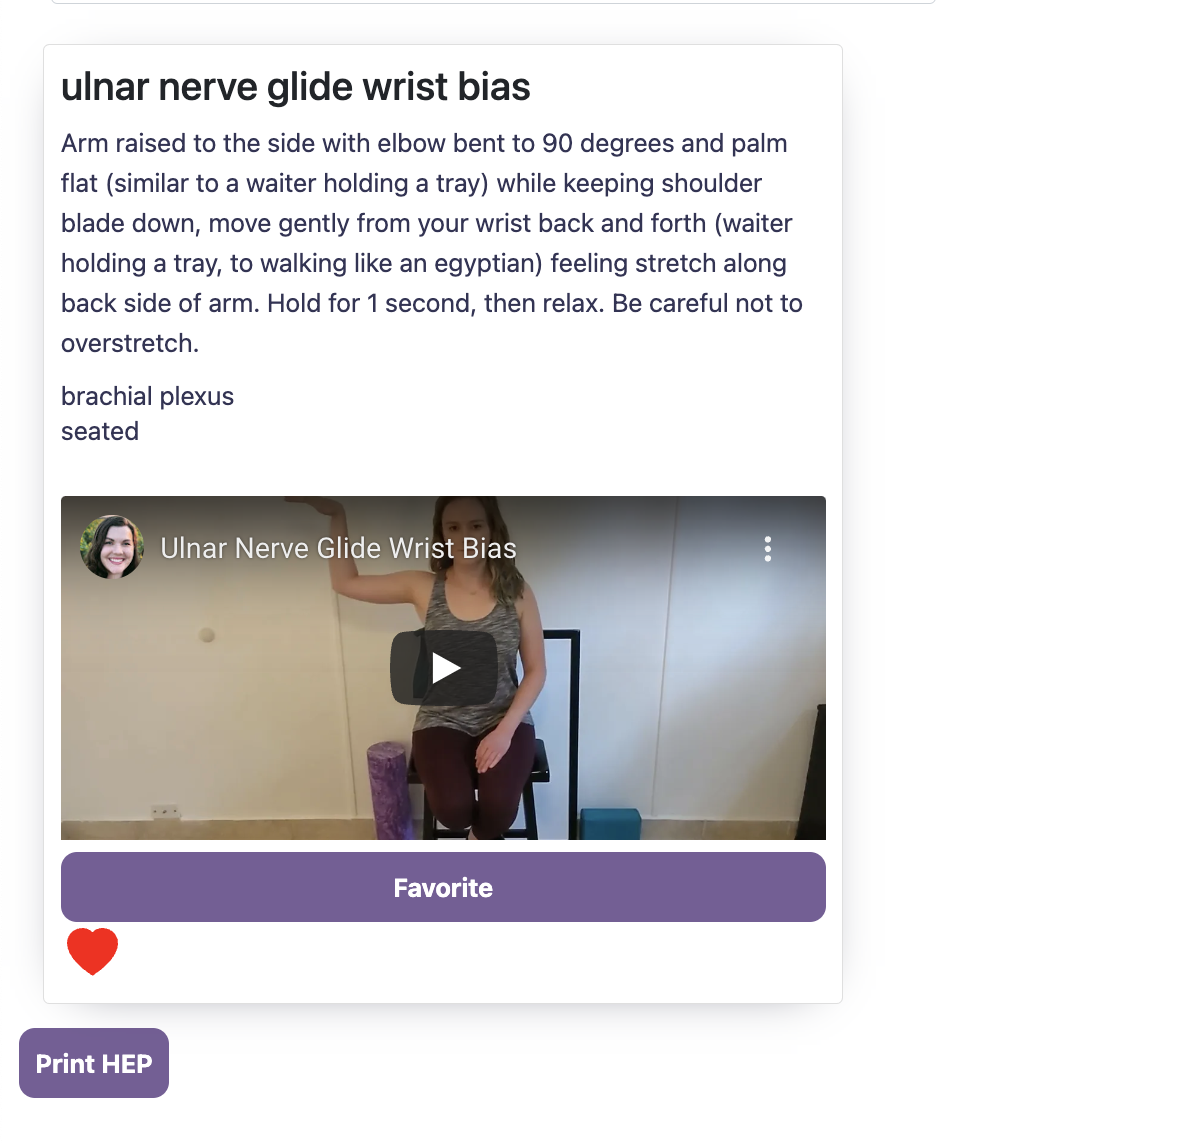 ulnar nerve glide wrist bias
Arm raised to the side with elbow bent to 90 degrees and palm
flat (similar to a waiter holding a tray) while keeping shoulder
blade down, move gently from your wrist back and forth (waiter
holding a tray, to walking like an egyptian) feeling stretch along
back side of arm. Hold for 1 second, then relax. Be careful not to
overstretch.
brachial plexus
seated
Ulnar Nerve Glide Wrist Bias
Favorite
Print HEP